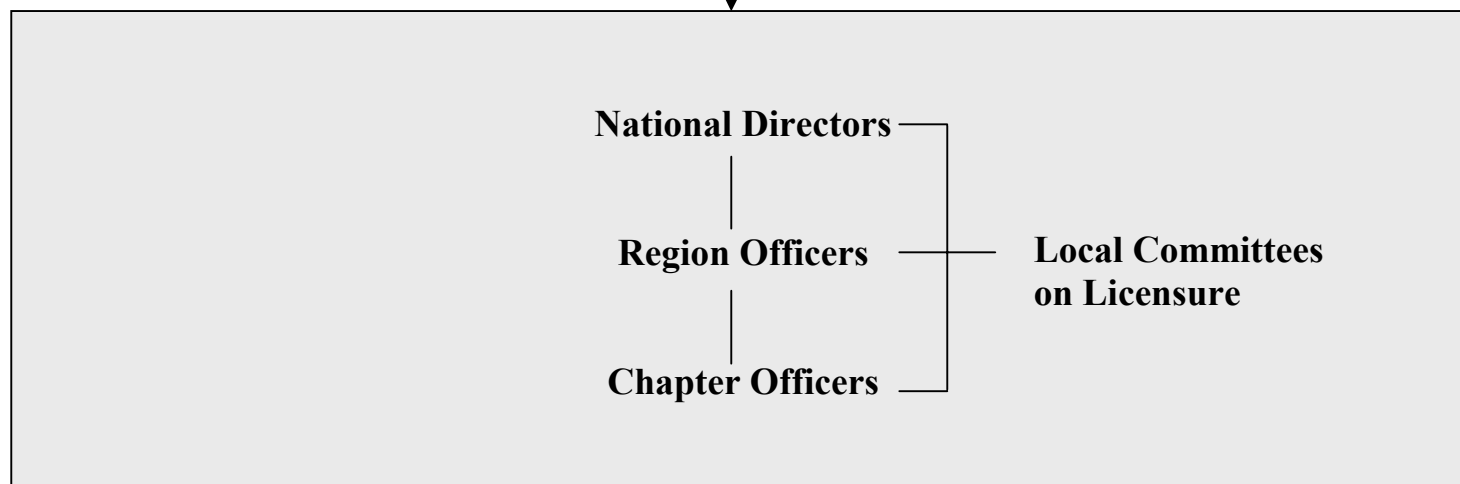 National Directors
Region Officers
Local Committees
on Licensure
Chapter Officers